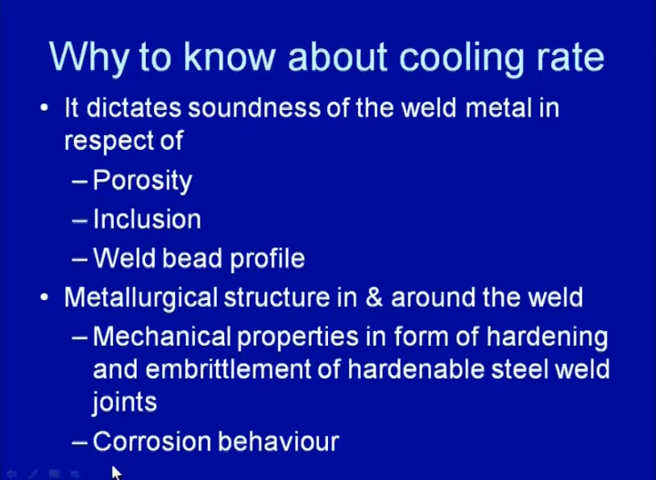 Why to know about cooling rate
• It dictates soundness of the weld metal in
respect of
– Porosity
– Inclusion
– Weld bead profile
• Metallurgical structure in & around the weld
– Mechanical properties in form of hardening
and embrittlement of hardenable steel weld
joints
– Corrosion behaviour